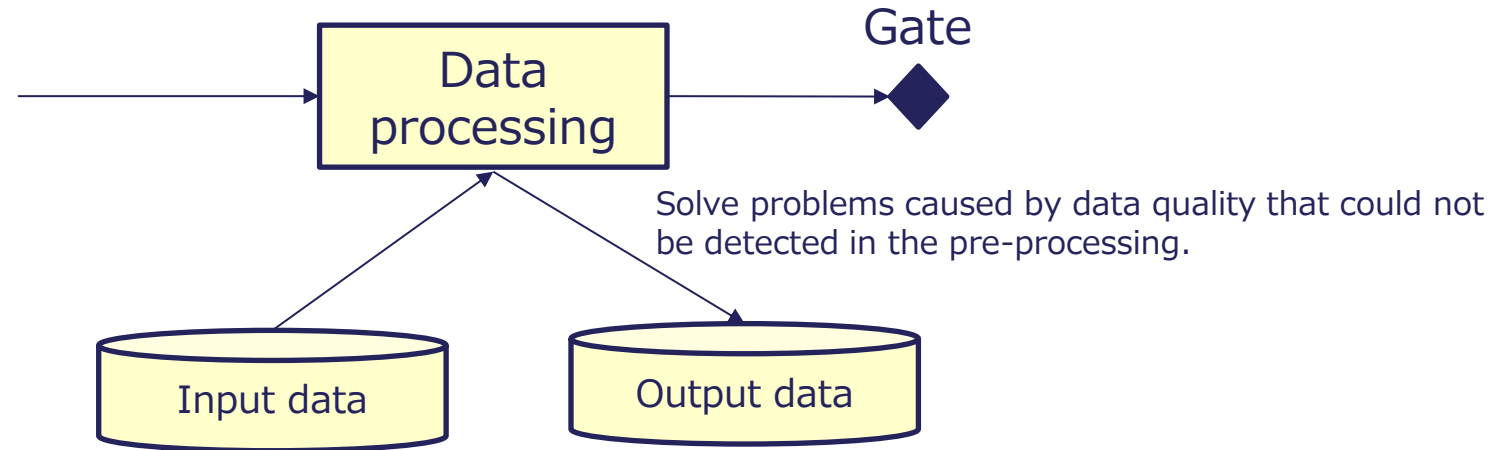 Gate
Data
processing
Solve problems caused by data quality that could not
be detected in the pre-processing.
Input data
Output data